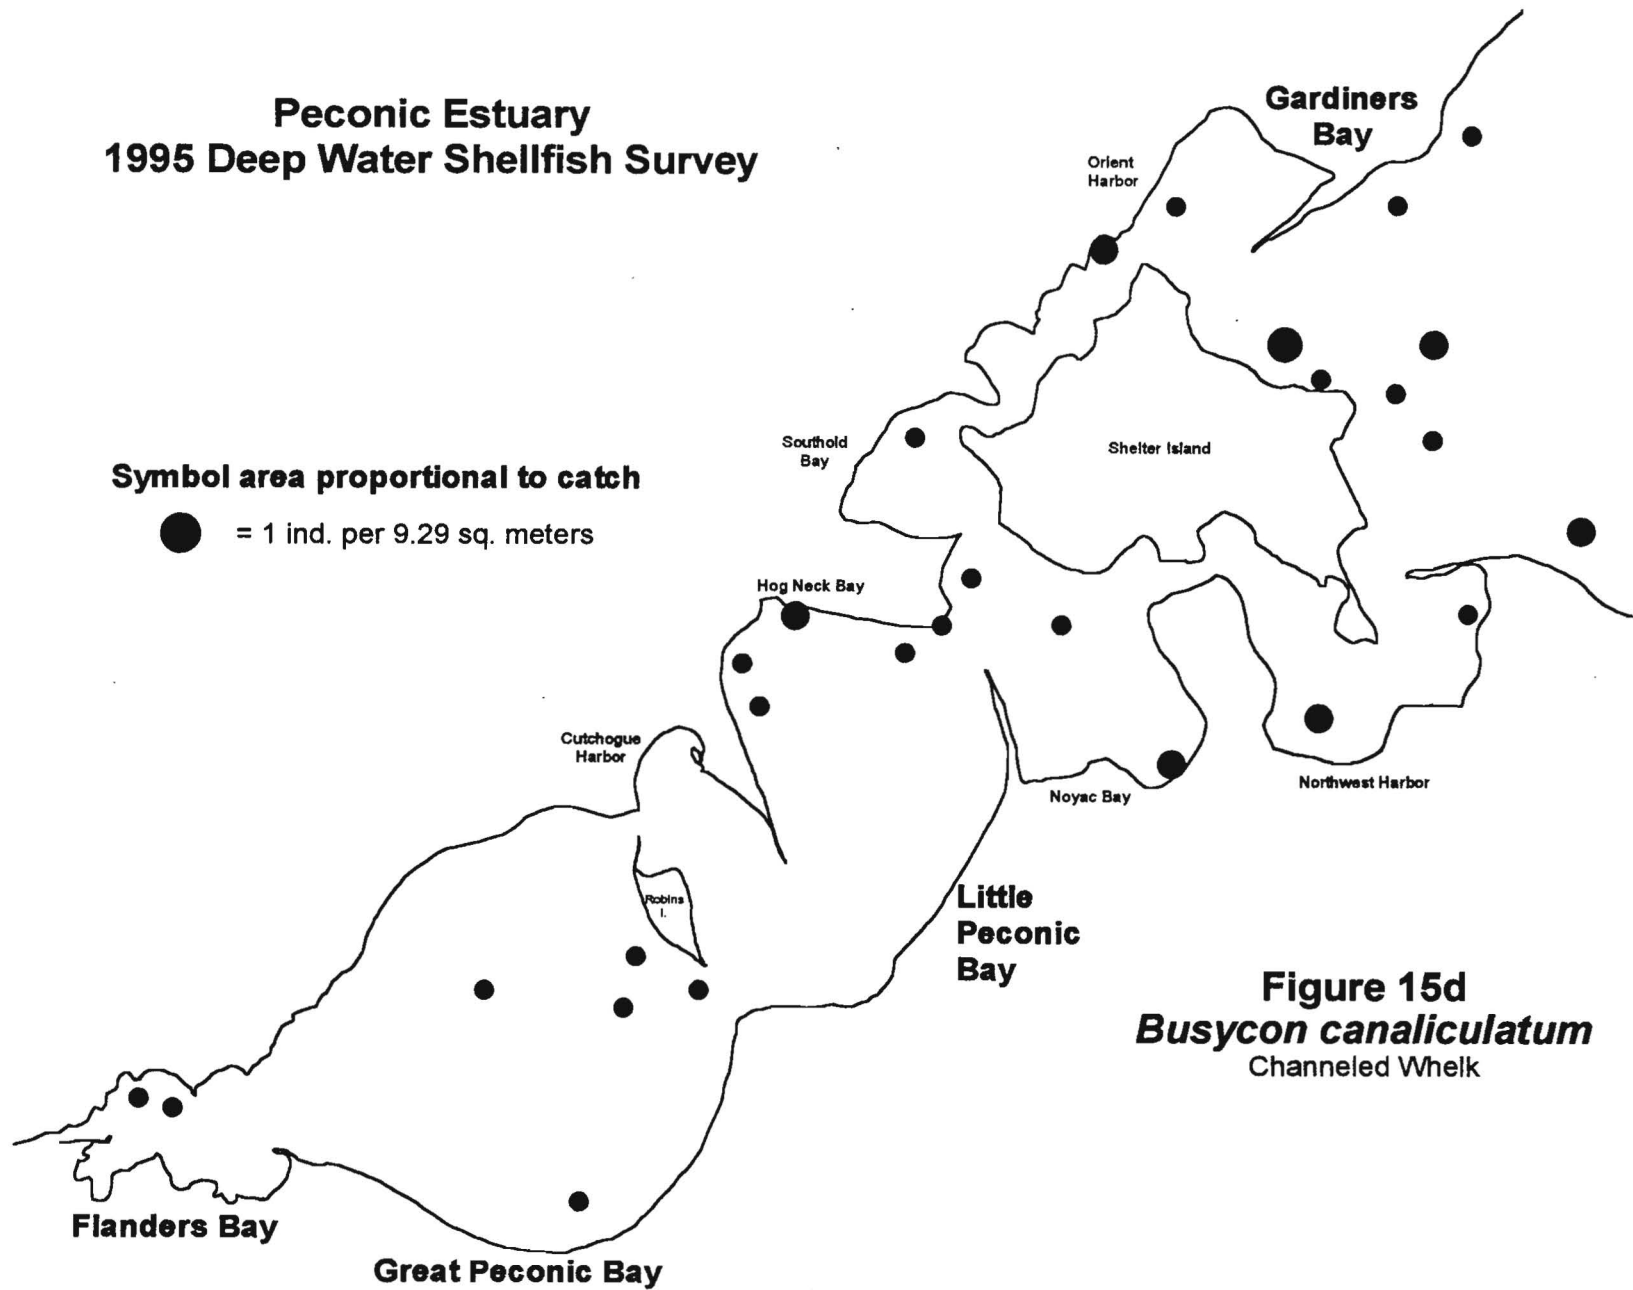 Peconic Estuary
1995 Deep Water Shellfish Survey
Gardiners
Bay
Orient
Harbor
Southold
Bay
Shelter Island
Symbol area proportional to catch
= 1 ind. per 9.29 sq. meters
Hog Neck Bay
Cutchogue
Harbor
Noyac Bay
Northwest Harbor
Robins
I.
Little
Peconic
Bay
Figure 15d
Busycon canaliculatum
Channeled Whelk
Flanders Bay
Great Peconic Bay